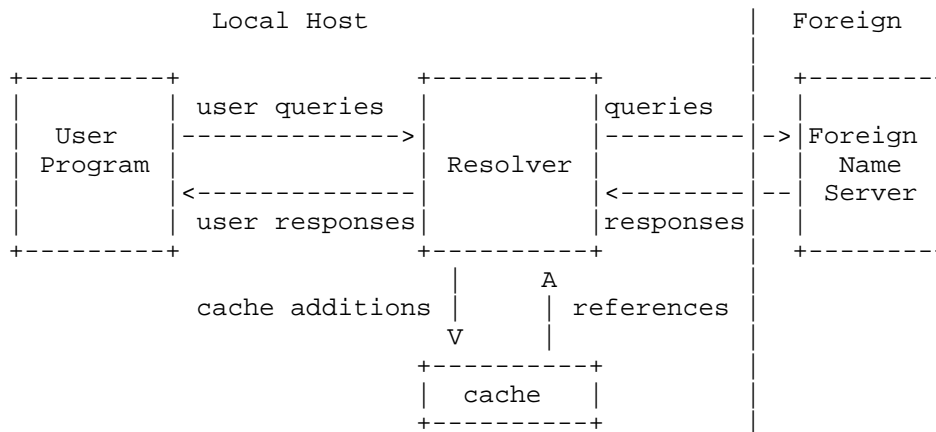 Local Host                        |  Foreign
                                  |
+---------+               +----------+         |  +--------+
|         | user queries  |          |queries  |  |        |
|  User   |-------------->|          |---------|->|Foreign |
| Program |               | Resolver |         |  |  Name  |
|         |<--------------|          |<--------|--| Server |
|         | user responses|          |responses|  |        |
+---------+               +----------+         |  +--------+
                            |     A            |
            cache additions |     | references |
                            V     |            |
                          +----------+         |
                          |  cache   |         |
                          +----------+         |